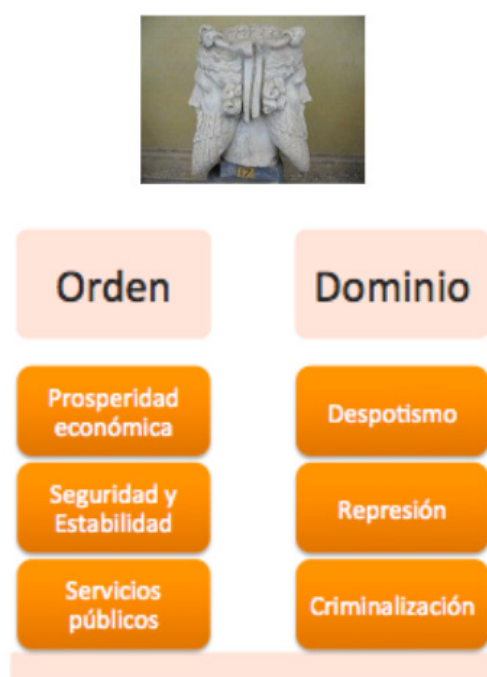 Orden
Dominio
Prosperidad
económica
Despotismo
Seguridad y
Estabilidad
Represión
Servicios
públicos
Criminalización